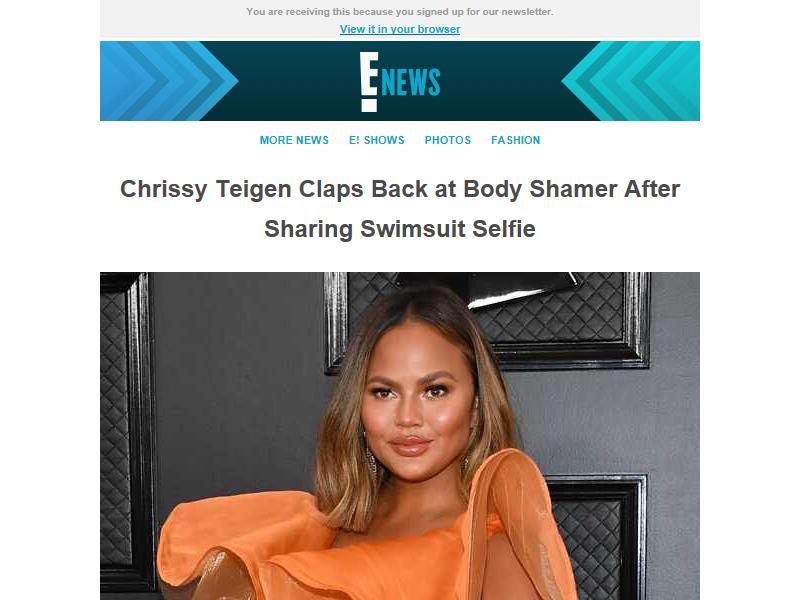 You are receiving this because you signed up for our newsletter.
View it in your browser
E! NEWS
MORE NEWS E! SHOWS PHOTOS FASHION
Chrissy Teigen Claps Back at Body Shamer After
Sharing Swimsuit Selfie